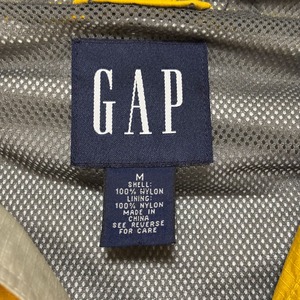 GAP
M
SHELL:
100% NYLON
LINING:
100% NYLON
MADE IN
CHINA
SEE REVERSE
FOR CARE